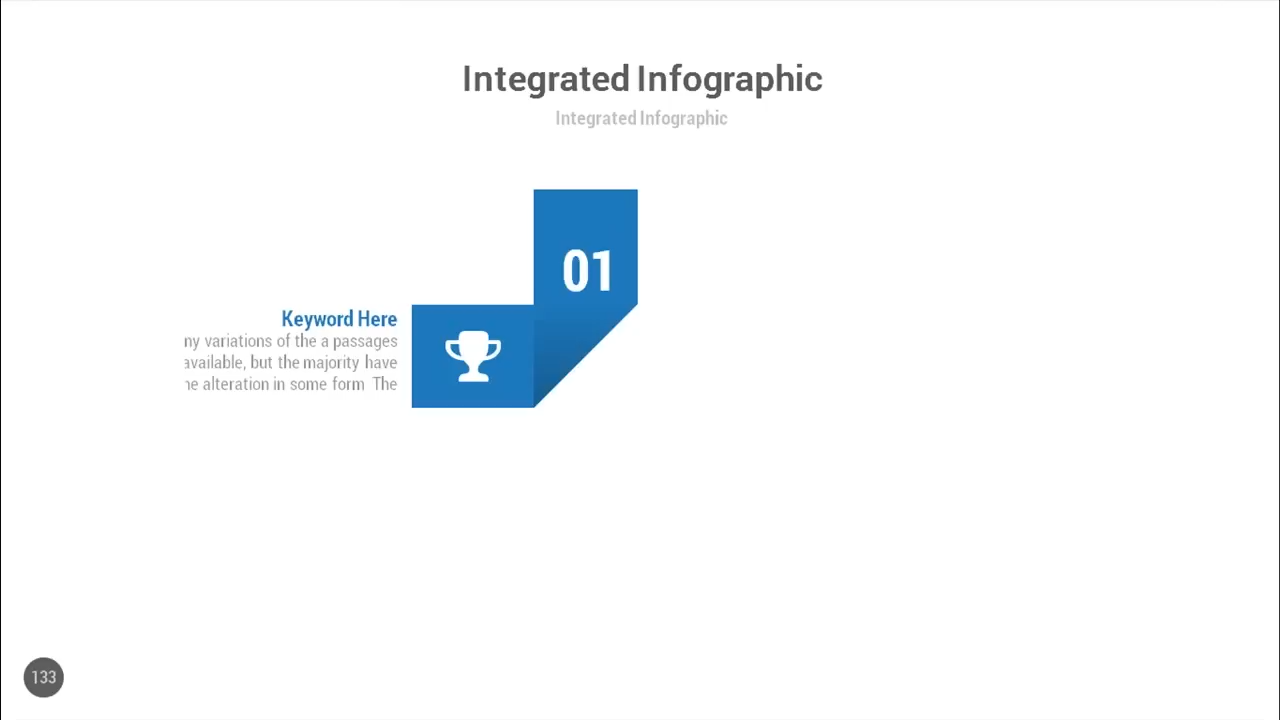 Integrated Infographic
Integrated Infographic
01
Keyword Here
ny variations of the a passages
available, but the majority have
ne alteration in some form The
133